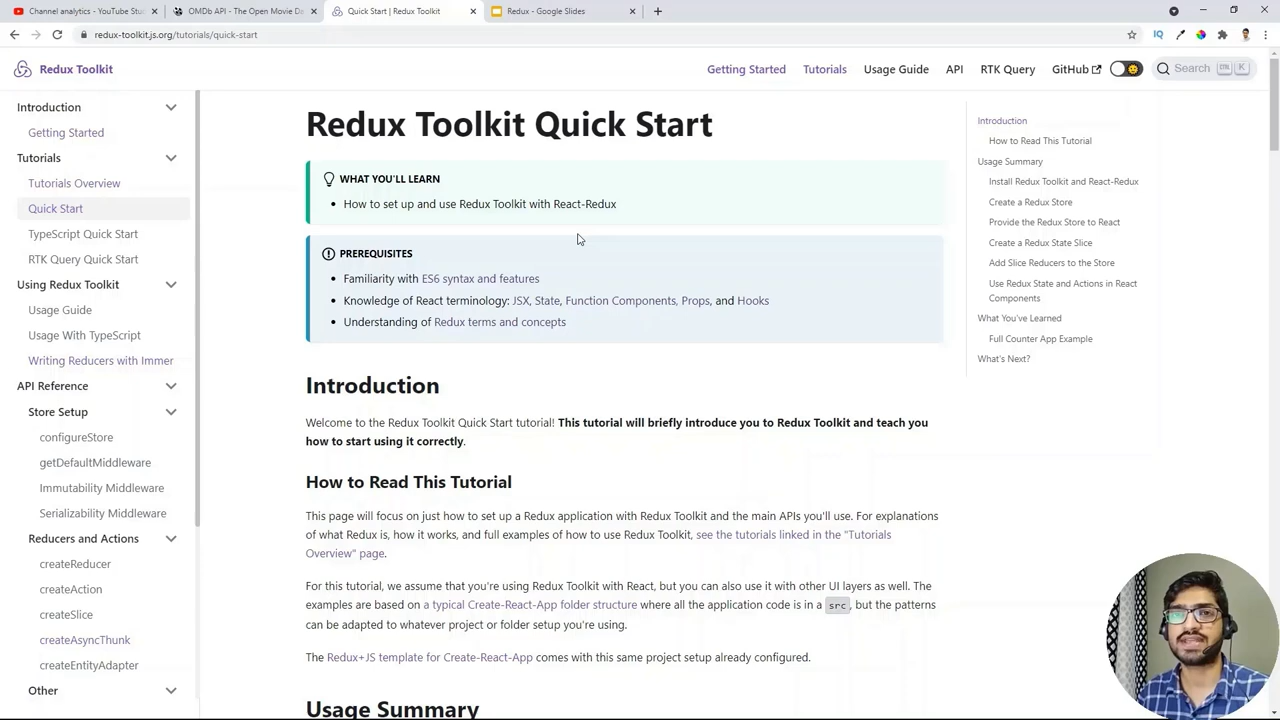 Channel analytics - YouTube Stu
OMDb API - The Open Movie Da
Quick Start | Redux Toolkit
Redux - Google Slides
redux-toolkit.js.org/tutorials/quick-start
Redux Toolkit
Getting Started
Tutorials
Usage Guide
API
RTK Query
GitHub
Search
CTRL K
Introduction
Getting Started
Tutorials
Tutorials Overview
Quick Start
TypeScript Quick Start
RTK Query Quick Start
Using Redux Toolkit
Usage Guide
Usage With TypeScript
Writing Reducers with Immer
API Reference
Store Setup
configureStore
getDefaultMiddleware
Immutability Middleware
Serializability Middleware
Reducers and Actions
createReducer
createAction
createSlice
createAsyncThunk
createEntityAdapter
Other
Redux Toolkit Quick Start
WHAT YOU'LL LEARN
• How to set up and use Redux Toolkit with React-Redux
PREREQUISITES
• Familiarity with ES6 syntax and features
• Knowledge of React terminology: JSX, State, Function Components, Props, and Hooks
• Understanding of Redux terms and concepts
Introduction
Welcome to the Redux Toolkit Quick Start tutorial! This tutorial will briefly introduce you to Redux Toolkit and teach you
how to start using it correctly.
How to Read This Tutorial
This page will focus on just how to set up a Redux application with Redux Toolkit and the main APIs you'll use. For explanations
of what Redux is, how it works, and full examples of how to use Redux Toolkit, see the tutorials linked in the "Tutorials
Overview" page.
For this tutorial, we assume that you're using Redux Toolkit with React, but you can also use it with other UI layers as well. The
examples are based on a typical Create-React-App folder structure where all the application code is in a src, but the patterns
can be adapted to whatever project or folder setup you're using.
The Redux+JS template for Create-React-App comes with this same project setup already configured.
Usage Summary
Introduction
How to Read This Tutorial
Usage Summary
Install Redux Toolkit and React-Redux
Create a Redux Store
Provide the Redux Store to React
Create a Redux State Slice
Add Slice Reducers to the Store
Use Redux State and Actions in React
Components
What You've Learned
Full Counter App Example
What's Next?